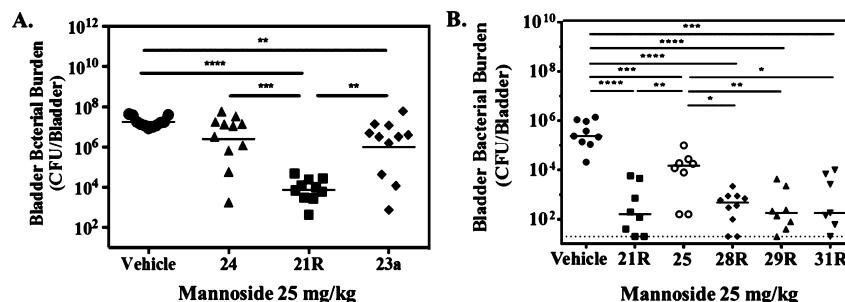 A.
Bladder Bcterial Burden
(CFU/Bladder)
10^12
10^10
10^8
10^6
10^4
10^2
**
****
***
**
Vehicle 24 21R 23a
Mannoside 25 mg/kg
B.
Bladder Bacterial Burden
(CFU/Bladder)
10^10
10^8
10^6
10^4
10^2
***
****
****
***
*
****
**
**
*
Vehicle 21R 25 28R 29R 31R
Mannoside 25 mg/kg